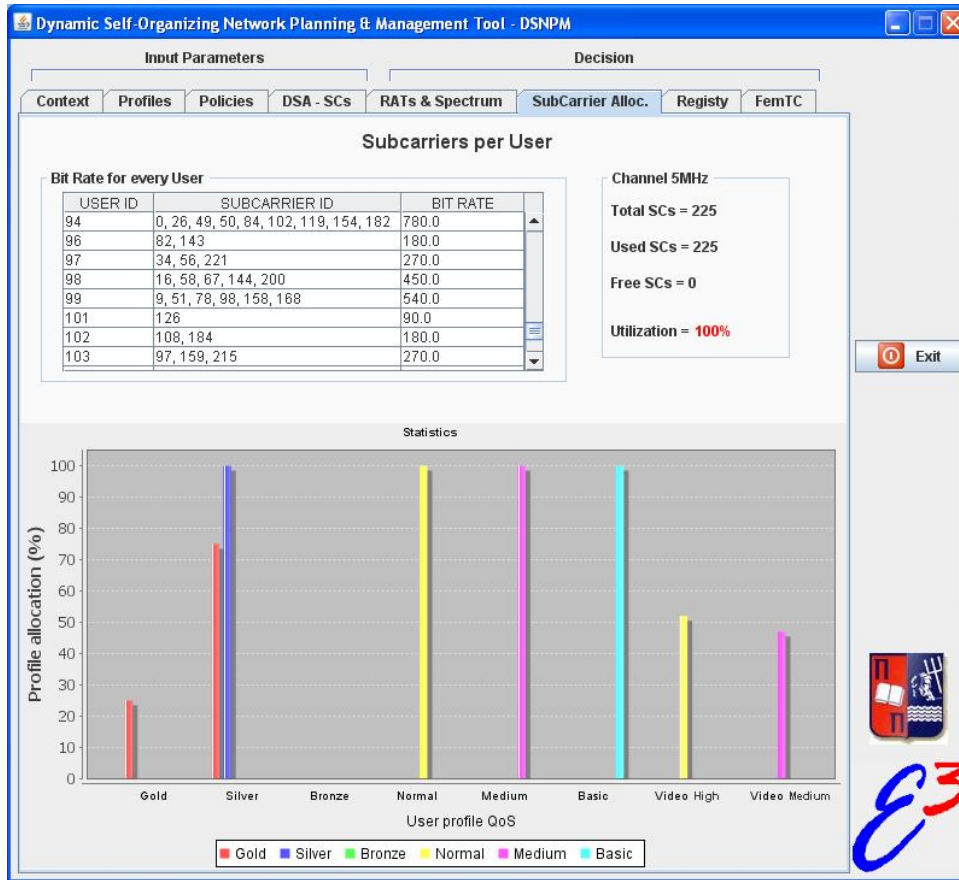 Dynamic Self-Organizing Network Planning & Management Tool - DSNPM
Input Parameters Decision
Context Profiles Policies DSA - SCs RATs & Spectrum SubCarrier Alloc. Registy FemTC
Subcarriers per User
Bit Rate for every User
USER ID SUBCARRIER ID BIT RATE
94 0, 26, 49, 50, 84, 102, 119, 154, 182 780.0
96 82, 143 180.0
97 34, 56, 221 270.0
98 16, 58, 67, 144, 200 450.0
99 9, 51, 78, 98, 158, 168 540.0
101 126 90.0
102 108, 184 180.0
103 97, 159, 215 270.0
Channel 5MHz
Total SCs = 225
Used SCs = 225
Free SCs = 0
Utilization = 100%
Exit
Statistics
Profile allocation (%)
100
90
80
70
60
50
40
30
20
10
0
Gold Silver Bronze Normal Medium Basic Video High Video Medium
User profile QoS
Gold Silver Bronze Normal Medium Basic
Π
Π
E3